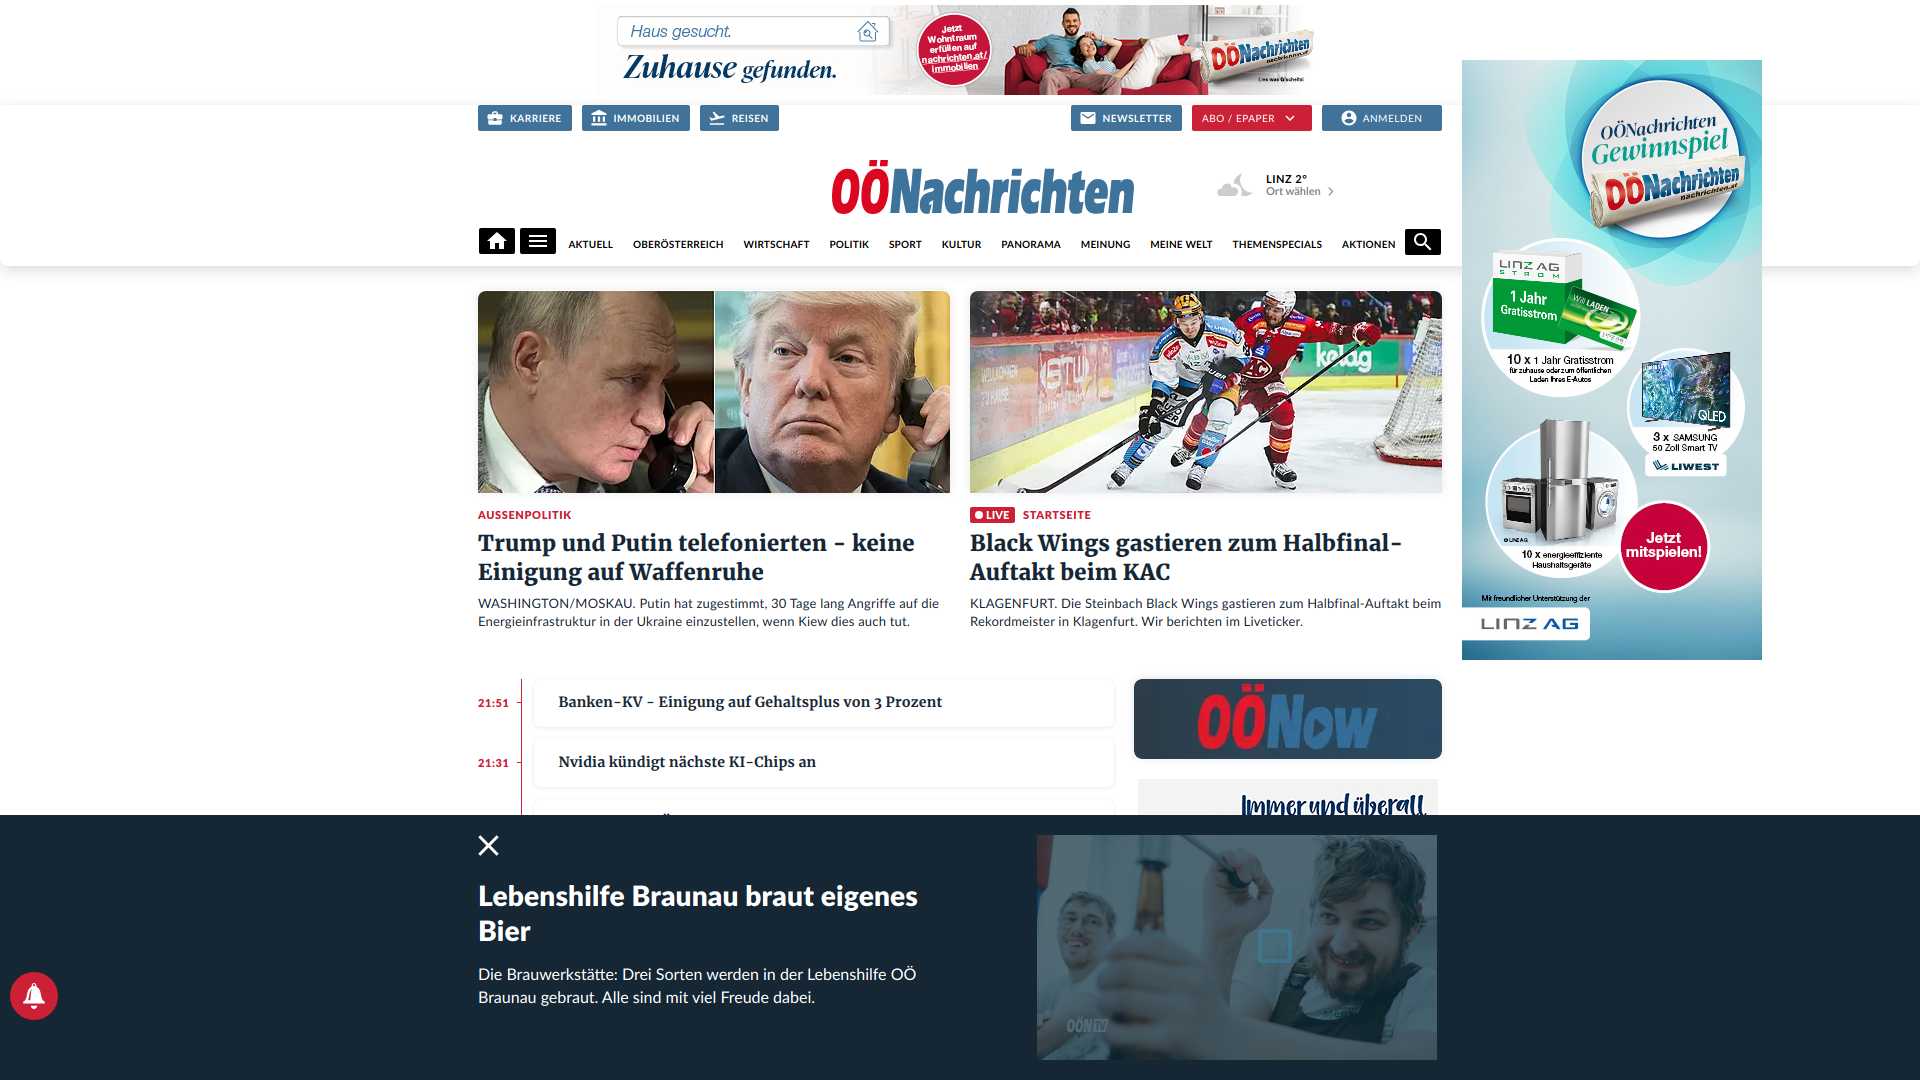 Haus gesucht.
Zuhause gefunden.
Jetzt
Wohntraum
erfüllen auf
nachrichten.at/
immobilien
OÖNachrichten
Lies was Gscheits!
KARRIERE
IMMOBILIEN
REISEN
NEWSLETTER
ABO / EPAPER
ANMELDEN
OÖNachrichten
LINZ 2°
Ort wählen
AKTUELL
OBERÖSTERREICH
WIRTSCHAFT
POLITIK
SPORT
KULTUR
PANORAMA
MEINUNG
MEINE WELT
THEMENSPECIALS
AKTIONEN
OÖNachrichten
Gewinnspiel
OÖNachrichten
nachrichten.at
LINZ AG
STROM
1 Jahr
Gratisstrom
Will LADEN
10 x 1 Jahr Gratisstrom
für zuhause oder zum öffentlichen
Laden Ihres E-Autos
QLED
3 x SAMSUNG
50 Zoll Smart TV
LIWEST
© LINZ AG
10 x energieeffiziente
Haushaltsgeräte
Jetzt
mitspielen!
Mit freundlicher Unterstützung der
LINZ AG
kelag
AUSSENPOLITIK
Trump und Putin telefonierten - keine
Einigung auf Waffenruhe
WASHINGTON/MOSKAU. Putin hat zugestimmt, 30 Tage lang Angriffe auf die
Energieinfrastruktur in der Ukraine einzustellen, wenn Kiew dies auch tut.
LIVE STARTSEITE
Black Wings gastieren zum Halbfinal-
Auftakt beim KAC
KLAGENFURT. Die Steinbach Black Wings gastieren zum Halbfinal-Auftakt beim
Rekordmeister in Klagenfurt. Wir berichten im Liveticker.
21:51 Banken-KV - Einigung auf Gehaltsplus von 3 Prozent
21:31 Nvidia kündigt nächste KI-Chips an
OÖNow
Immer und überall
Lebenshilfe Braunau braut eigenes
Bier
Die Brauwerkstätte: Drei Sorten werden in der Lebenshilfe OÖ
Braunau gebraut. Alle sind mit viel Freude dabei.
OÖN TV